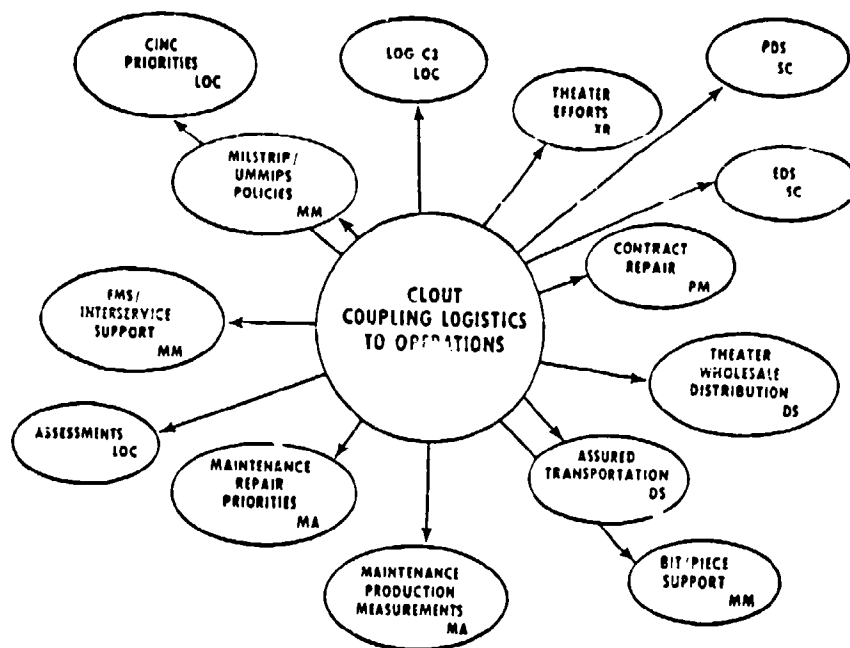 CINC
PRIORITIES
LOC
LOG C3
LOC
THEATER
EFFORTS
XR
PDS
SC
MILSTRIP/
UMMIPS
POLICIES
MM
EDS
SC
CONTRACT
REPAIR
PM
CLOUT
COUPLING LOGISTICS
TO OPERATIONS
FMS/
INTERSERVICE
SUPPORT
MM
THEATER
WHOLESALE
DISTRIBUTION
DS
ASSESSMENTS
LOC
MAINTENANCE
REPAIR
PRIORITIES
MA
ASSURED
TRANSPORTATION
DS
MAINTENANCE
PRODUCTION
MEASUREMENTS
MA
BIT/PIECE
SUPPORT
MM